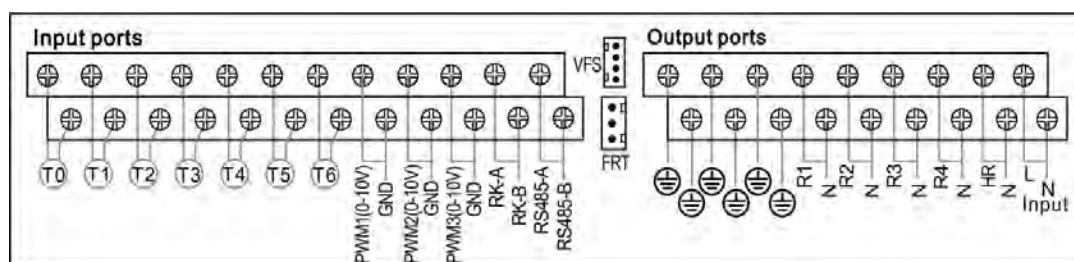 Input ports
VFS
Output ports
FRT
T0
T1
T2
T3
T4
T5
T6
PWM1(0-10V)
GND
PWM2(0-10V)
GND
PWM3(0-10V)
GND
RK-A
RK-B
RS485-A
RS485-B
R1
N
R2
N
R3
N
R4
N
HR
N
L
N
Input